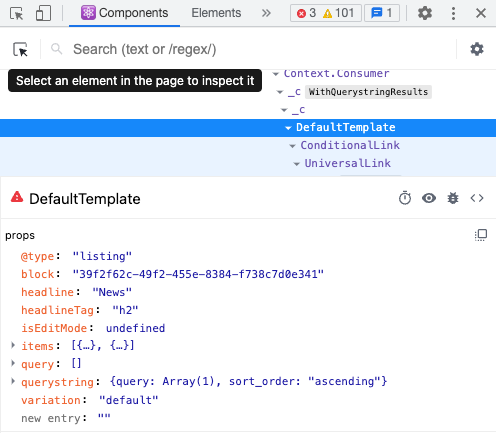 Components Elements » 3 101 1
Search (text or /regex/)
Select an element in the page to inspect it
Context.Consumer
_c WithQuerystringResults
_c
DefaultTemplate
ConditionalLink
UniversalLink
DefaultTemplate
props
@type: "listing"
block: "39f2f62c-49f2-455e-8384-f738c7d0e341"
headline: "News"
headlineTag: "h2"
isEditMode: undefined
items: [{…}, {…}]
query: []
querystring: {query: Array(1), sort_order: "ascending"}
variation: "default"
new entry: ""